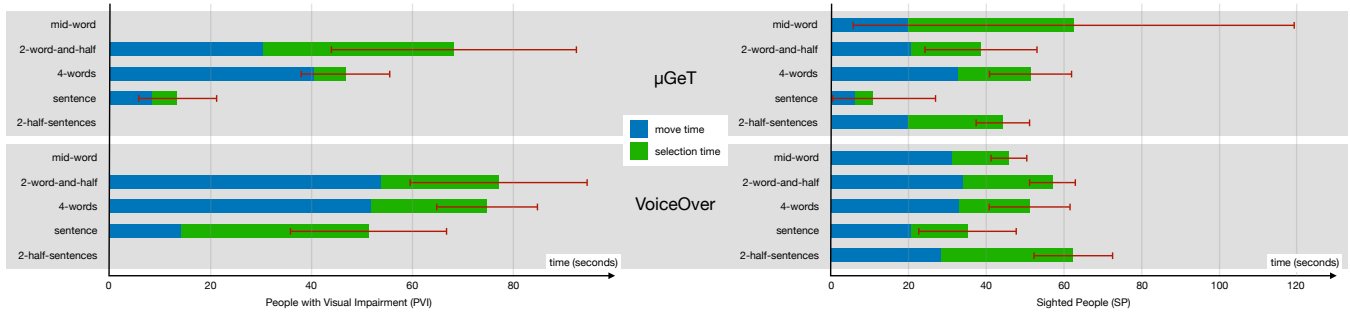 mid-word
2-word-and-half
4-words
sentence
2-half-sentences
mid-word
2-word-and-half
4-words
sentence
2-half-sentences
time (seconds)
0 20 40 60 80
People with Visual Impairment (PVI)
µGeT
move time
selection time
VoiceOver
mid-word
2-word-and-half
4-words
sentence
2-half-sentences
mid-word
2-word-and-half
4-words
sentence
2-half-sentences
time (seconds)
0 20 40 60 80 100 120
Sighted People (SP)